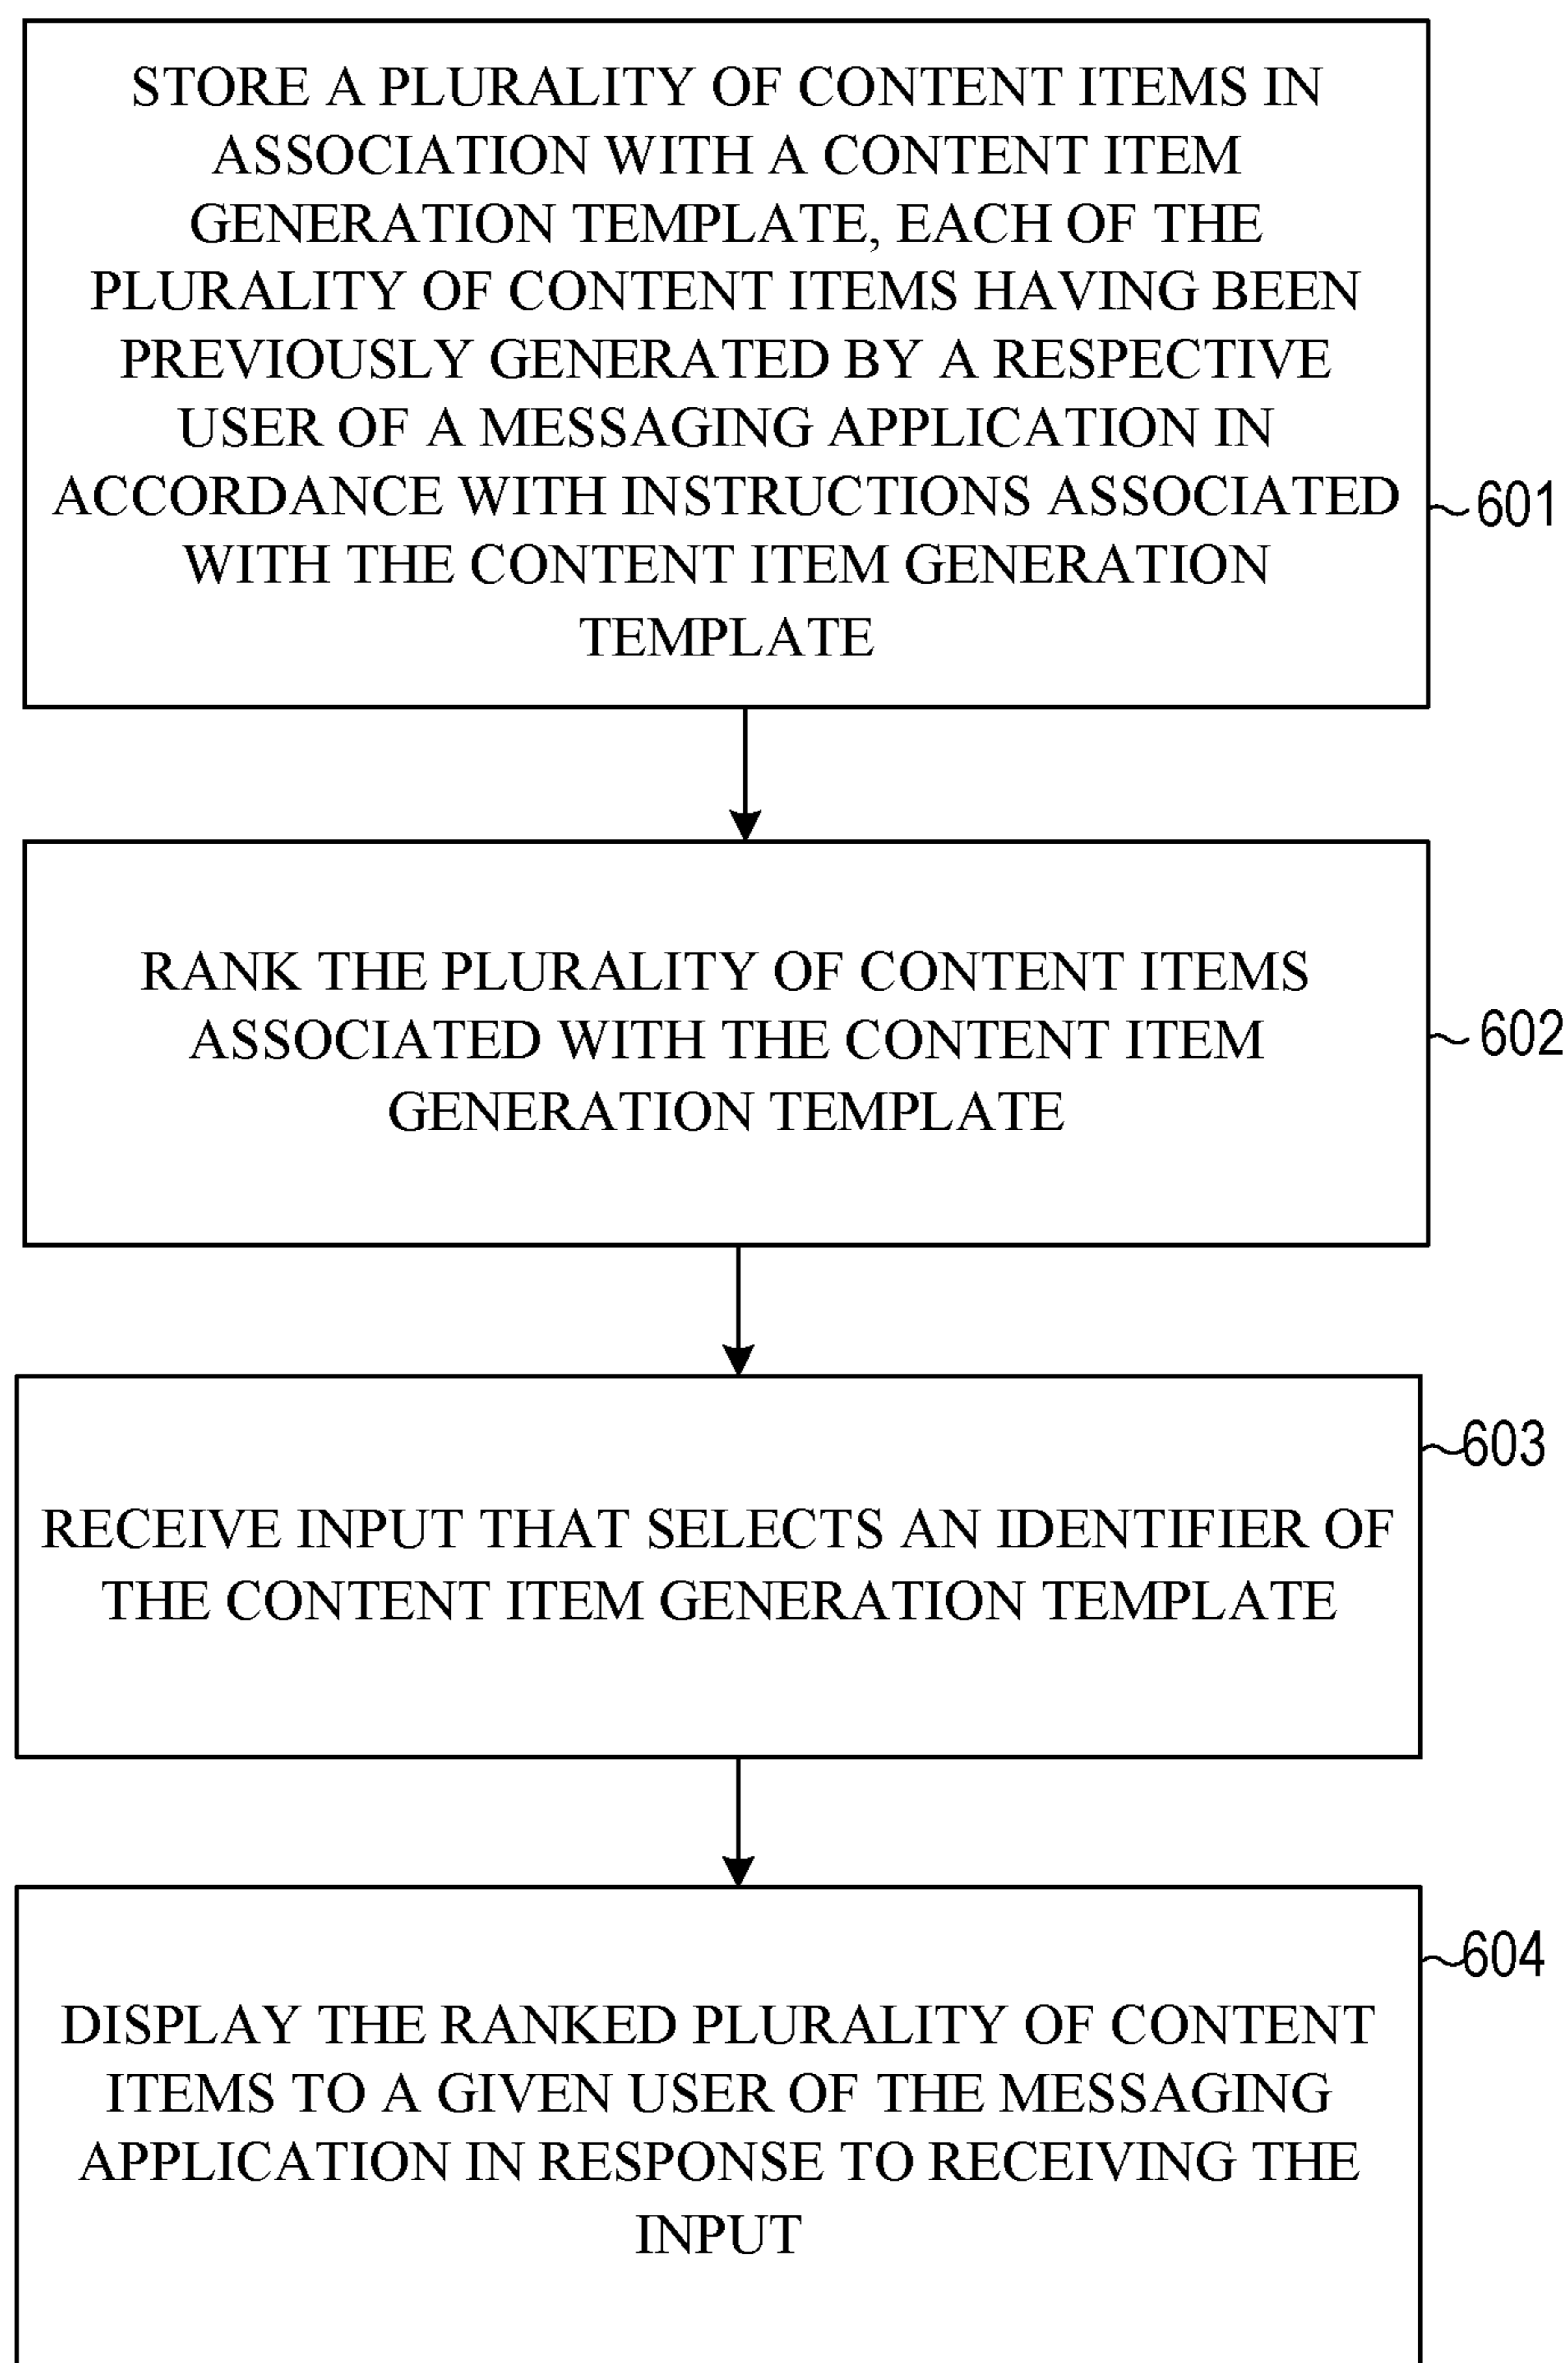 STORE A PLURALITY OF CONTENT ITEMS IN
ASSOCIATION WITH A CONTENT ITEM
GENERATION TEMPLATE, EACH OF THE
PLURALITY OF CONTENT ITEMS HAVING BEEN
PREVIOUSLY GENERATED BY A RESPECTIVE
USER OF A MESSAGING APPLICATION IN
ACCORDANCE WITH INSTRUCTIONS ASSOCIATED
WITH THE CONTENT ITEM GENERATION
TEMPLATE
601
RANK THE PLURALITY OF CONTENT ITEMS
ASSOCIATED WITH THE CONTENT ITEM
GENERATION TEMPLATE
602
RECEIVE INPUT THAT SELECTS AN IDENTIFIER OF
THE CONTENT ITEM GENERATION TEMPLATE
603
DISPLAY THE RANKED PLURALITY OF CONTENT
ITEMS TO A GIVEN USER OF THE MESSAGING
APPLICATION IN RESPONSE TO RECEIVING THE
INPUT
604